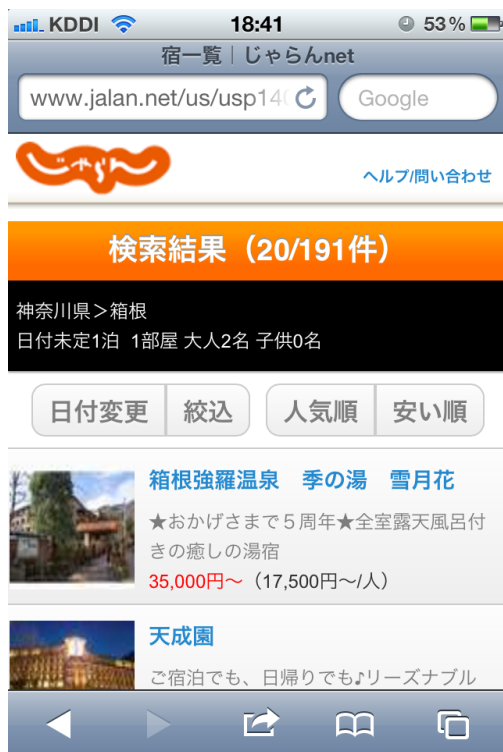 KDDI 18:41 53%
宿一覧｜じゃらんnet
www.jalan.net/us/usp140 Google
じゃらん ヘルプ/問い合わせ
検索結果（20/191件）
神奈川県＞箱根
日付未定1泊 1部屋 大人2名 子供0名
日付変更 絞込 人気順 安い順
箱根強羅温泉　季の湯　雪月花
★おかげさまで５周年★全室露天風呂付
きの癒しの湯宿
35,000円～（17,500円～/人）
天成園
ご宿泊でも、日帰りでも♪リーズナブル